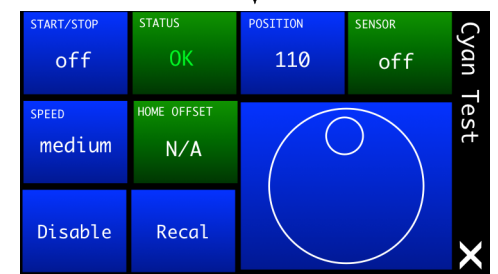 START/STOP
off
STATUS
OK
POSITION
110
SENSOR
off
SPEED
medium
HOME OFFSET
N/A
Disable
Recal
Cyan Test
X